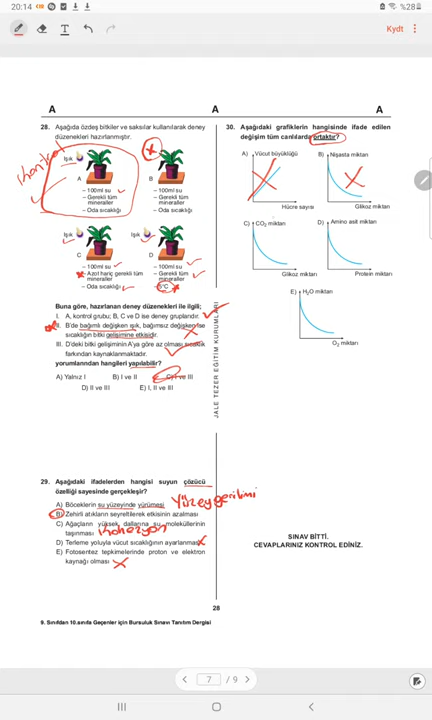 20:14
%28
Kaydt
A A A
28. Aşağıda özdeş bitkiler ve saksılar kullanılarak deney
düzenekleri hazırlanmıştır.
Kontrol
Işık
A
– 100ml su
– Gerekli tüm
mineraller
– Oda sıcaklığı
B
– 100ml su
– Gerekli tüm
mineraller
– Oda sıcaklığı
Işık
C
– 100ml su
– Azot hariç gerekli tüm
mineraller
– Oda sıcaklığı
Işık
D
– 100ml su
– Gerekli tüm
mineraller
– 5°C
Buna göre, hazırlanan deney düzenekleri ile ilgili;
I. A, kontrol grubu; B, C ve D ise deney gruplarıdır.
II. B'de bağımlı değişken ışık, bağımsız değişken ise
sıcaklığın bitki gelişimine etkisidir.
III. D'deki bitki gelişiminin A'ya göre az olması sıcaklık
farkından kaynaklanmaktadır.
yorumlarından hangileri yapılabilir?
A) Yalnız I B) I ve II C) I ve III
D) II ve III E) I, II ve III
29. Aşağıdaki ifadelerden hangisi suyun çözücü
özelliği sayesinde gerçekleşir?
A) Böceklerin su yüzeyinde yürümesi Yüzey gerilimi
B) Zehirli atıkların seyreltilerek etkisinin azalması
C) Ağaçların yüksek dallarına su moleküllerinin
taşınması Kohezyon
D) Terleme yoluyla vücut sıcaklığının ayarlanması
E) Fotosentez tepkimelerinde proton ve elektron
kaynağı olması
JALE TEZER EĞİTİM KURUMLARI
30. Aşağıdaki grafiklerin hangisinde ifade edilen
değişim tüm canlılarda ortaktır?
A) Vücut büyüklüğü
Hücre sayısı
B) Nişasta miktarı
Glikoz miktarı
C) CO₂ miktarı
Glikoz miktarı
D) Amino asit miktarı
Protein miktarı
E) H₂O miktarı
O₂ miktarı
SINAV BİTTİ.
CEVAPLARINIZ KONTROL EDİNİZ.
28
9. Sınıfdan 10.sınıfa Geçenler için Bursuluk Sınavı Tanıtım Dergisi
7 / 9